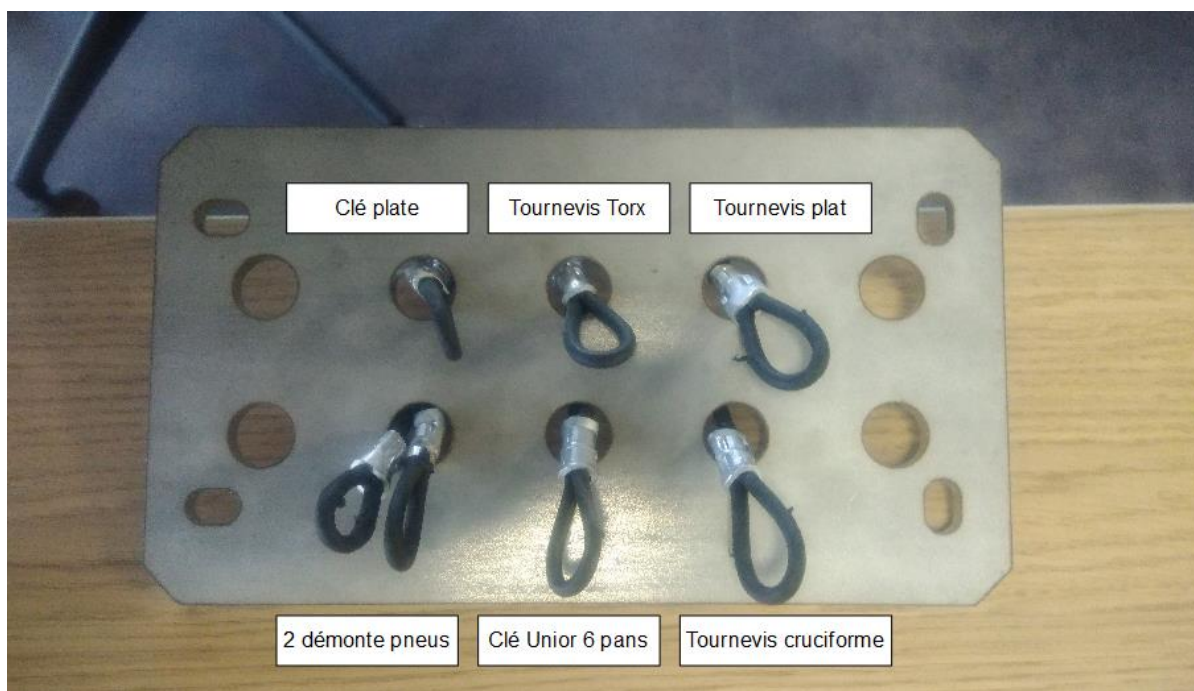 Clé plate
Tournevis Torx
Tournevis plat
2 démonte pneus
Clé Unior 6 pans
Tournevis cruciforme